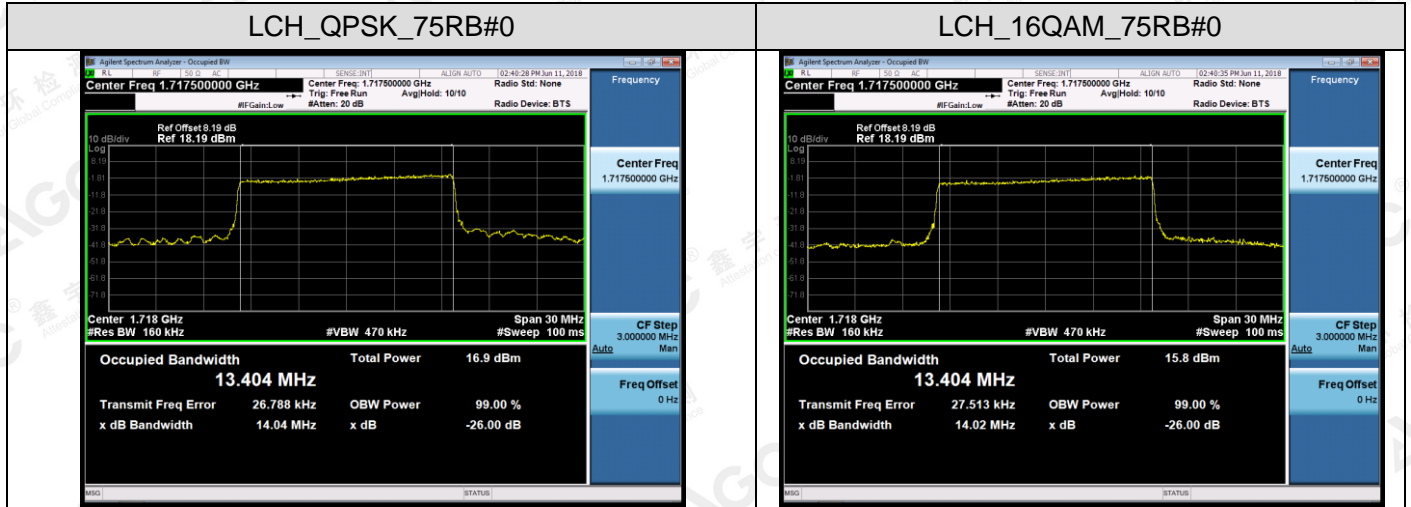 LCH_QPSK_75RB#0
Agilent Spectrum Analyzer - Occupied BW
RL RF 50 Ω AC SENSE:INT ALIGN AUTO 02:40:28 PM Jun 11, 2018
Center Freq 1.717500000 GHz
Center Freq: 1.717500000 GHz
Radio Std: None
Trig: Free Run Avg|Hold: 10/10
#IFGain:Low #Atten: 20 dB Radio Device: BTS
Frequency
Ref Offset 8.19 dB
10 dB/div Ref 18.19 dBm
Log
8.19
-1.81
-11.8
-21.8
-31.8
-41.8
-51.8
-61.8
-71.8
Center 1.718 GHz Span 30 MHz
#Res BW 160 kHz #VBW 470 kHz #Sweep 100 ms
Occupied Bandwidth Total Power 16.9 dBm
13.404 MHz
Transmit Freq Error 26.788 kHz OBW Power 99.00 %
x dB Bandwidth 14.04 MHz x dB -26.00 dB
Center Freq
1.717500000 GHz
CF Step
3.000000 MHz
Auto Man
Freq Offset
0 Hz
MSG STATUS
LCH_16QAM_75RB#0
Agilent Spectrum Analyzer - Occupied BW
RL RF 50 Ω AC SENSE:INT ALIGN AUTO 02:40:35 PM Jun 11, 2018
Center Freq 1.717500000 GHz
Center Freq: 1.717500000 GHz
Radio Std: None
Trig: Free Run Avg|Hold: 10/10
#IFGain:Low #Atten: 20 dB Radio Device: BTS
Frequency
Ref Offset 8.19 dB
10 dB/div Ref 18.19 dBm
Log
8.19
-1.81
-11.8
-21.8
-31.8
-41.8
-51.8
-61.8
-71.8
Center 1.718 GHz Span 30 MHz
#Res BW 160 kHz #VBW 470 kHz #Sweep 100 ms
Occupied Bandwidth Total Power 15.8 dBm
13.404 MHz
Transmit Freq Error 27.513 kHz OBW Power 99.00 %
x dB Bandwidth 14.02 MHz x dB -26.00 dB
Center Freq
1.717500000 GHz
CF Step
3.000000 MHz
Auto Man
Freq Offset
0 Hz
MSG STATUS